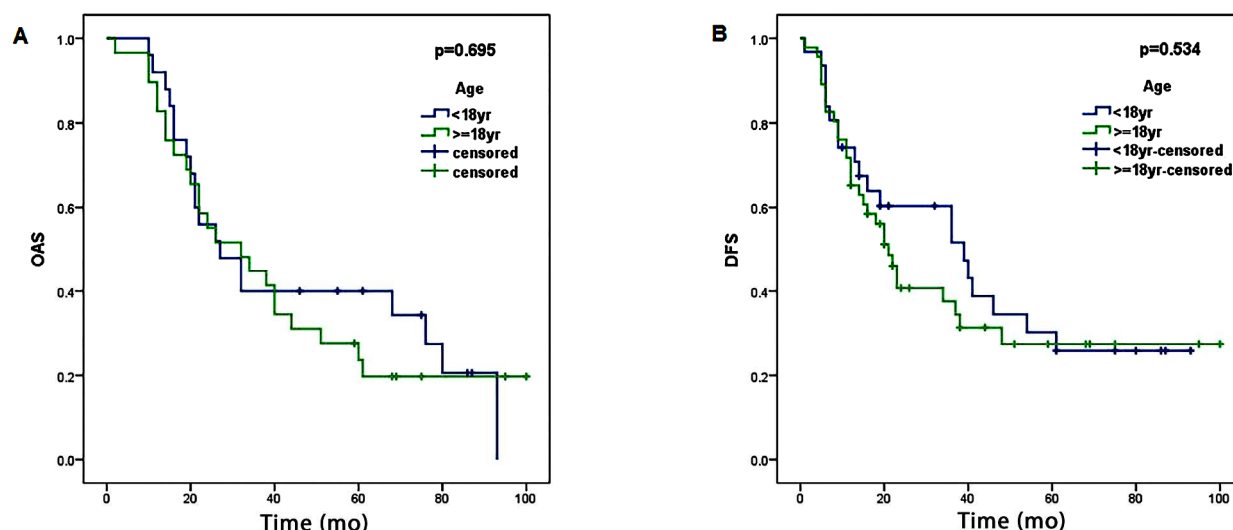 A
p=0.695
Age
<18yr
>=18yr
censored
censored
OAS
1.0
0.8
0.6
0.4
0.2
0.0
0 20 40 60 80 100
Time (mo)
B
p=0.534
Age
<18yr
>=18yr
<18yr-censored
>=18yr-censored
DFS
1.0
0.8
0.6
0.4
0.2
0.0
0 20 40 60 80 100
Time (mo)